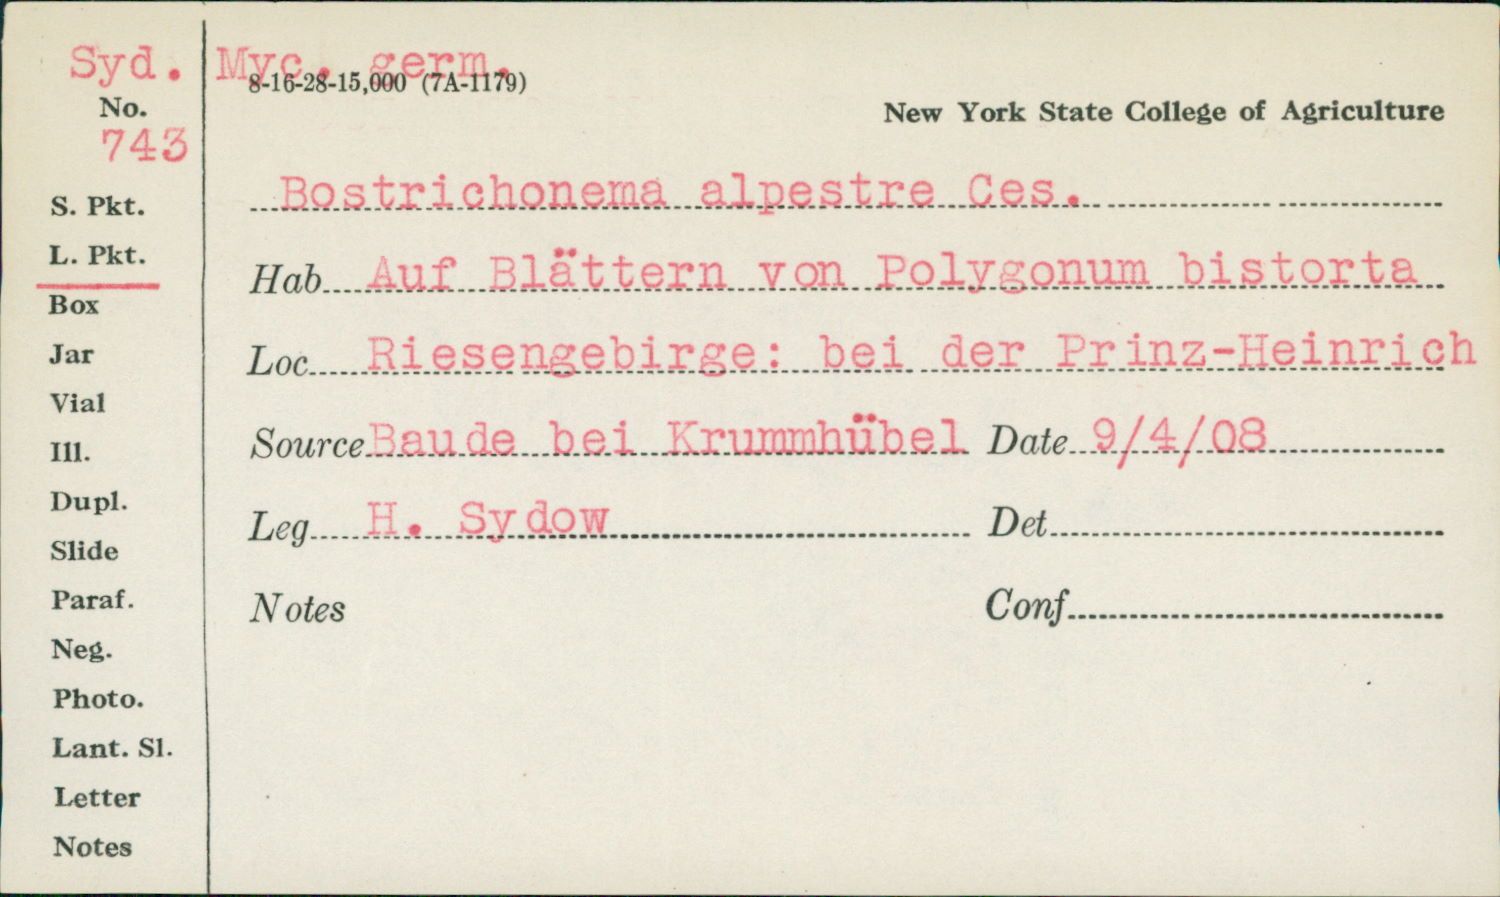 Syd. Myc. germ.
8-16-28-15,000 (7A-1179)
No.
New York State College of Agriculture
743
Bostrichonema alpestre Ces.
S. Pkt.
L. Pkt.
Hab Auf Blättern von Polygonum bistorta
Box
Loc Riesengebirge: bei der Prinz-Heinrich
Jar
Vial
Source Baude bei Krummhübel Date 9/4/08
Ill.
Dupl.
Leg H. Sydow Det
Slide
Paraf.
Notes Conf
Neg.
Photo.
Lant. Sl.
Letter
Notes